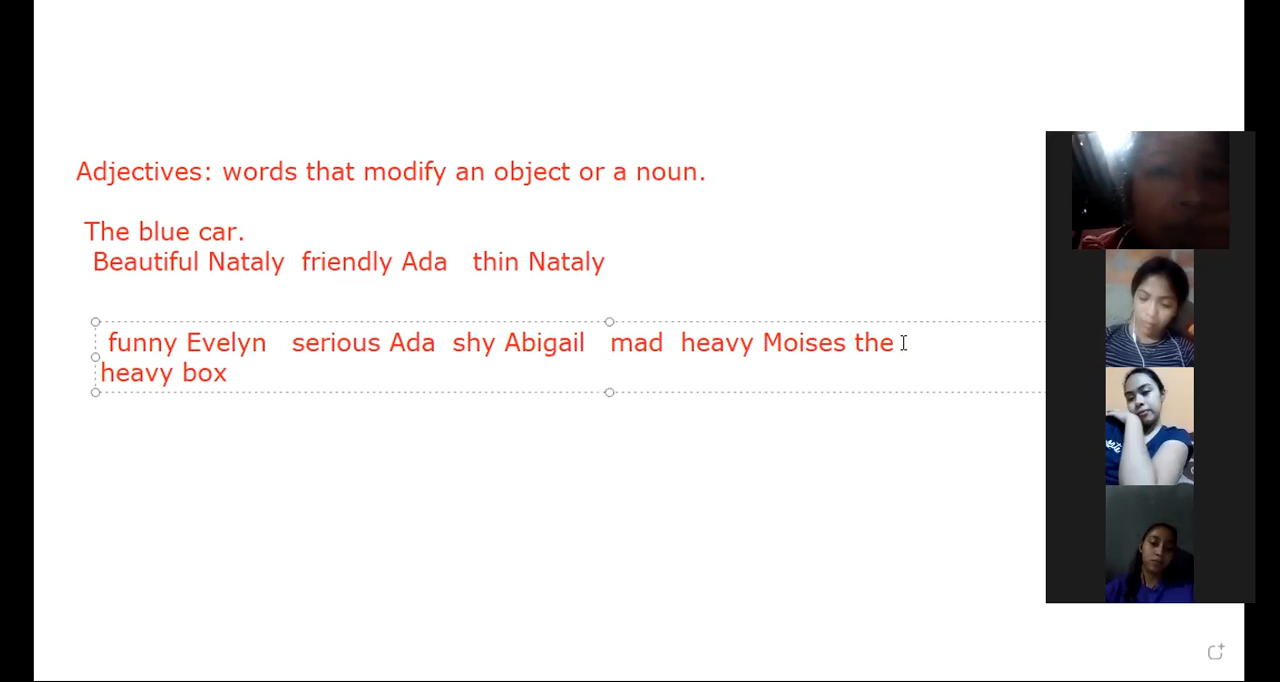 Adjectives: words that modify an object or a noun.
The blue car.
Beautiful Nataly friendly Ada thin Nataly
funny Evelyn serious Ada shy Abigail mad heavy Moises the
heavy box